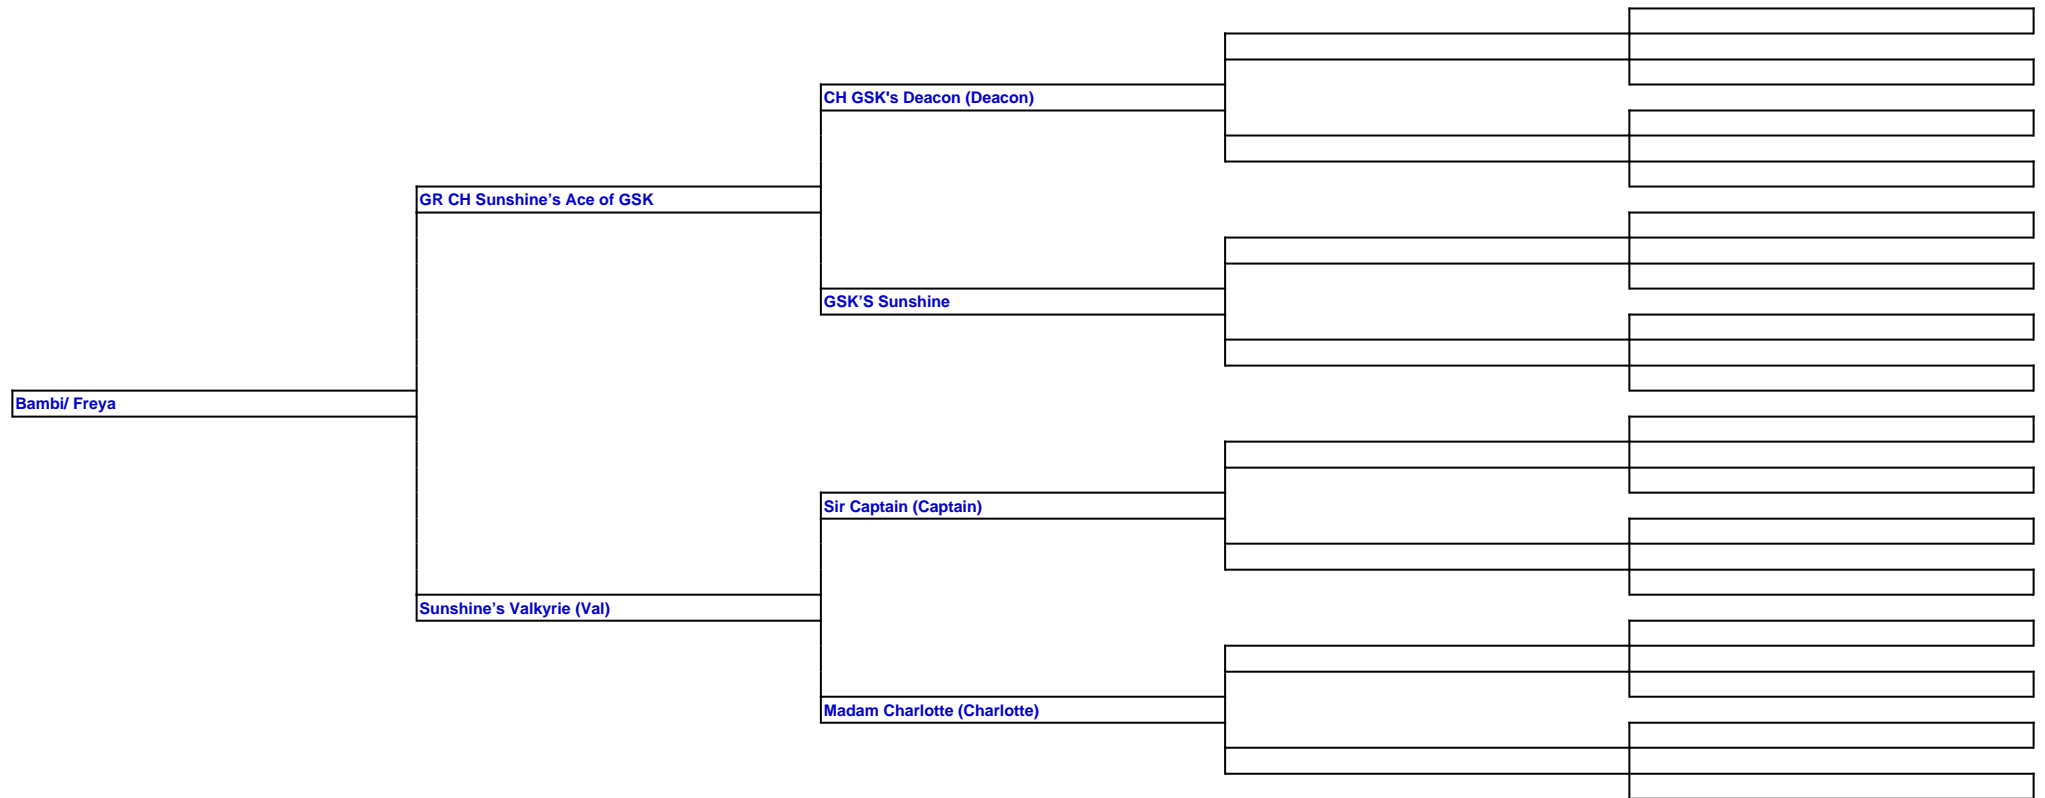 CH GSK's Deacon (Deacon)
GR CH Sunshine’s Ace of GSK
GSK’S Sunshine
Bambi/ Freya
Sir Captain (Captain)
Sunshine’s Valkyrie (Val)
Madam Charlotte (Charlotte)